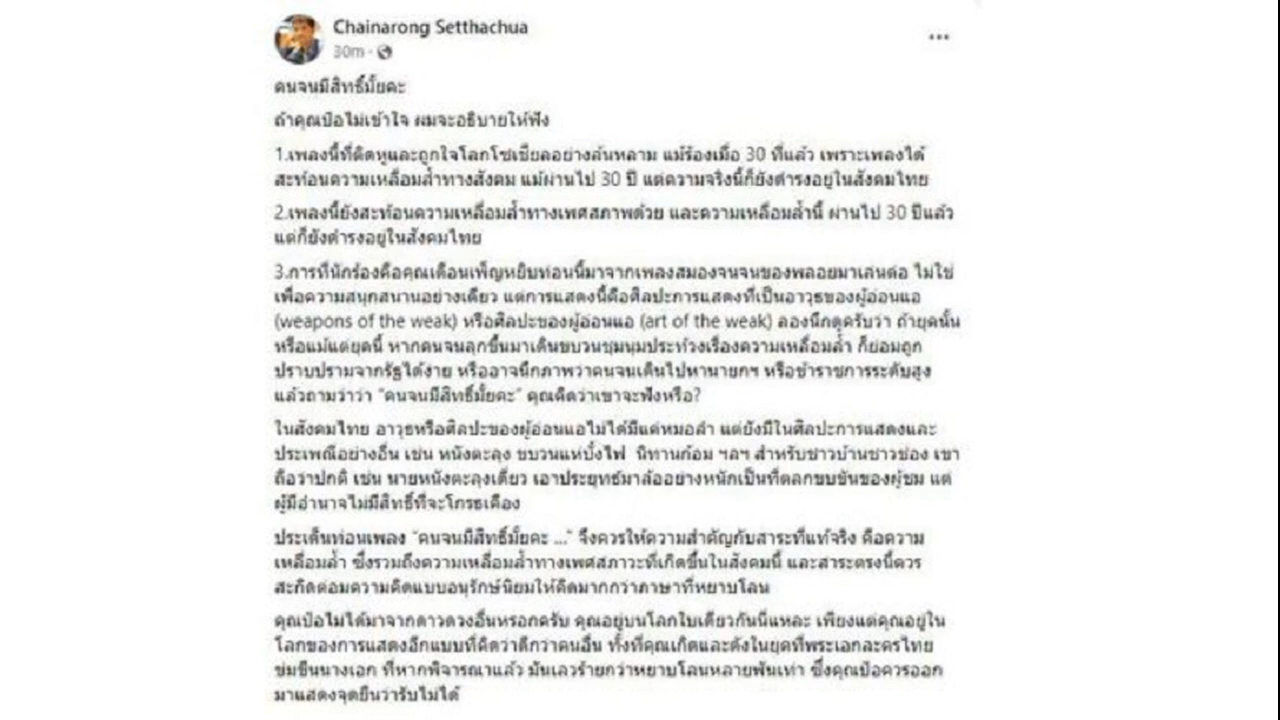 Chainarong Setthachua
30m
คนจนมีสิทธิ์มั้ยคะ
ถ้าคุณป๋อไม่เข้าใจ ผมจะอธิบายให้ฟัง
1.เพลงนี้ที่ติดหูและถูกใจโลกโซเชียลอย่างล้นหลาม แม้ร้องเมื่อ 30 ที่แล้ว เพราะเพลงได้
สะท้อนความเหลื่อมล้ำทางสังคม แม้ผ่านไป 30 ปี แต่ความจริงนี้ก็ยังดำรงอยู่ในสังคมไทย
2.เพลงนี้ยังสะท้อนความเหลื่อมล้ำทางเพศสภาพด้วย และความเหลื่อมล้ำนี้ ผ่านไป 30 ปีแล้ว
แต่ก็ยังดำรงอยู่ในสังคมไทย
3.การที่นักร้องคือคุณเดือนเพ็ญหยิบท่อนนี้มาจากเพลงสมองจนจนของพลอยมาเล่นต่อ ไม่ใช่
เพื่อความสนุกสนานอย่างเดียว แต่การแสดงนี้คือศิลปะการแสดงที่เป็นอาวุธของผู้อ่อนแอ
(weapons of the weak) หรือศิลปะของผู้อ่อนแอ (art of the weak) ลองนึกดูครับว่า ถ้ายุคนั้น
หรือแม้แต่ยุคนี้ หากคนจนลุกขึ้นมาเดินขบวนชุมนุมประท้วงเรื่องความเหลื่อมล้ำ ก็ย่อมถูก
ปราบปรามจากรัฐได้ง่าย หรืออาจนึกภาพว่าคนจนเดินไปหานายกฯ หรือข้าราชการระดับสูง
แล้วถามว่าว่า "คนจนมีสิทธิ์มั้ยคะ" คุณคิดว่าเขาจะฟังหรือ?
ในสังคมไทย อาวุธหรือศิลปะของผู้อ่อนแอไม่ได้มีแค่หมอลำ แต่ยังมีในศิลปะการแสดงและ
ประเพณีอย่างอื่น เช่น หนังตะลุง ขบวนแห่บั้งไฟ นิทานก้อม ฯลฯ สำหรับชาวบ้านชาวช่อง เขา
ถือว่าปกติ เช่น นายหนังตะลุงเดียว เอาประยุทธ์มาล้ออย่างหนักเป็นที่ตลกขบขันของผู้ชม แต่
ผู้มีอำนาจไม่มีสิทธิ์ที่จะโกรธเคือง
ประเด็นท่อนเพลง "คนจนมีสิทธิ์มั้ยคะ ..." จึงควรให้ความสำคัญกับสาระที่แท้จริง คือความ
เหลื่อมล้ำ ซึ่งรวมถึงความเหลื่อมล้ำทางเพศสภาวะที่เกิดขึ้นในสังคมนี้ และสาระตรงนี้ควร
สะกิดต่อมความคิดแบบอนุรักษ์นิยมให้คิดมากกว่าภาษาที่หยาบโลน
คุณป๋อไม่ได้มาจากดาวดวงอื่นหรอกครับ คุณอยู่บนโลกใบเดียวกันนี่แหละ เพียงแต่คุณอยู่ใน
โลกของการแสดงอีกแบบที่คิดว่าดีกว่าคนอื่น ทั้งที่คุณเกิดและดังในยุคที่พระเอกละครไทย
ข่มขืนนางเอก ที่หากพิจารณาแล้ว มันเลวร้ายกว่าหยาบโลนหลายพันเท่า ซึ่งคุณป๋อควรออก
มาแสดงจุดยืนว่ารับไม่ได้